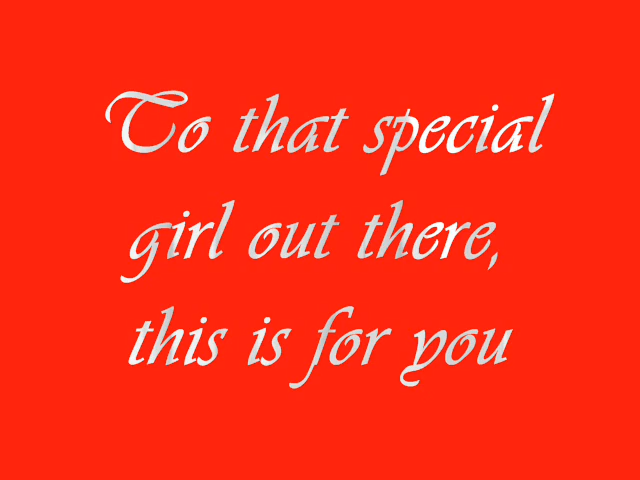 To that special
girl out there,
this is for you